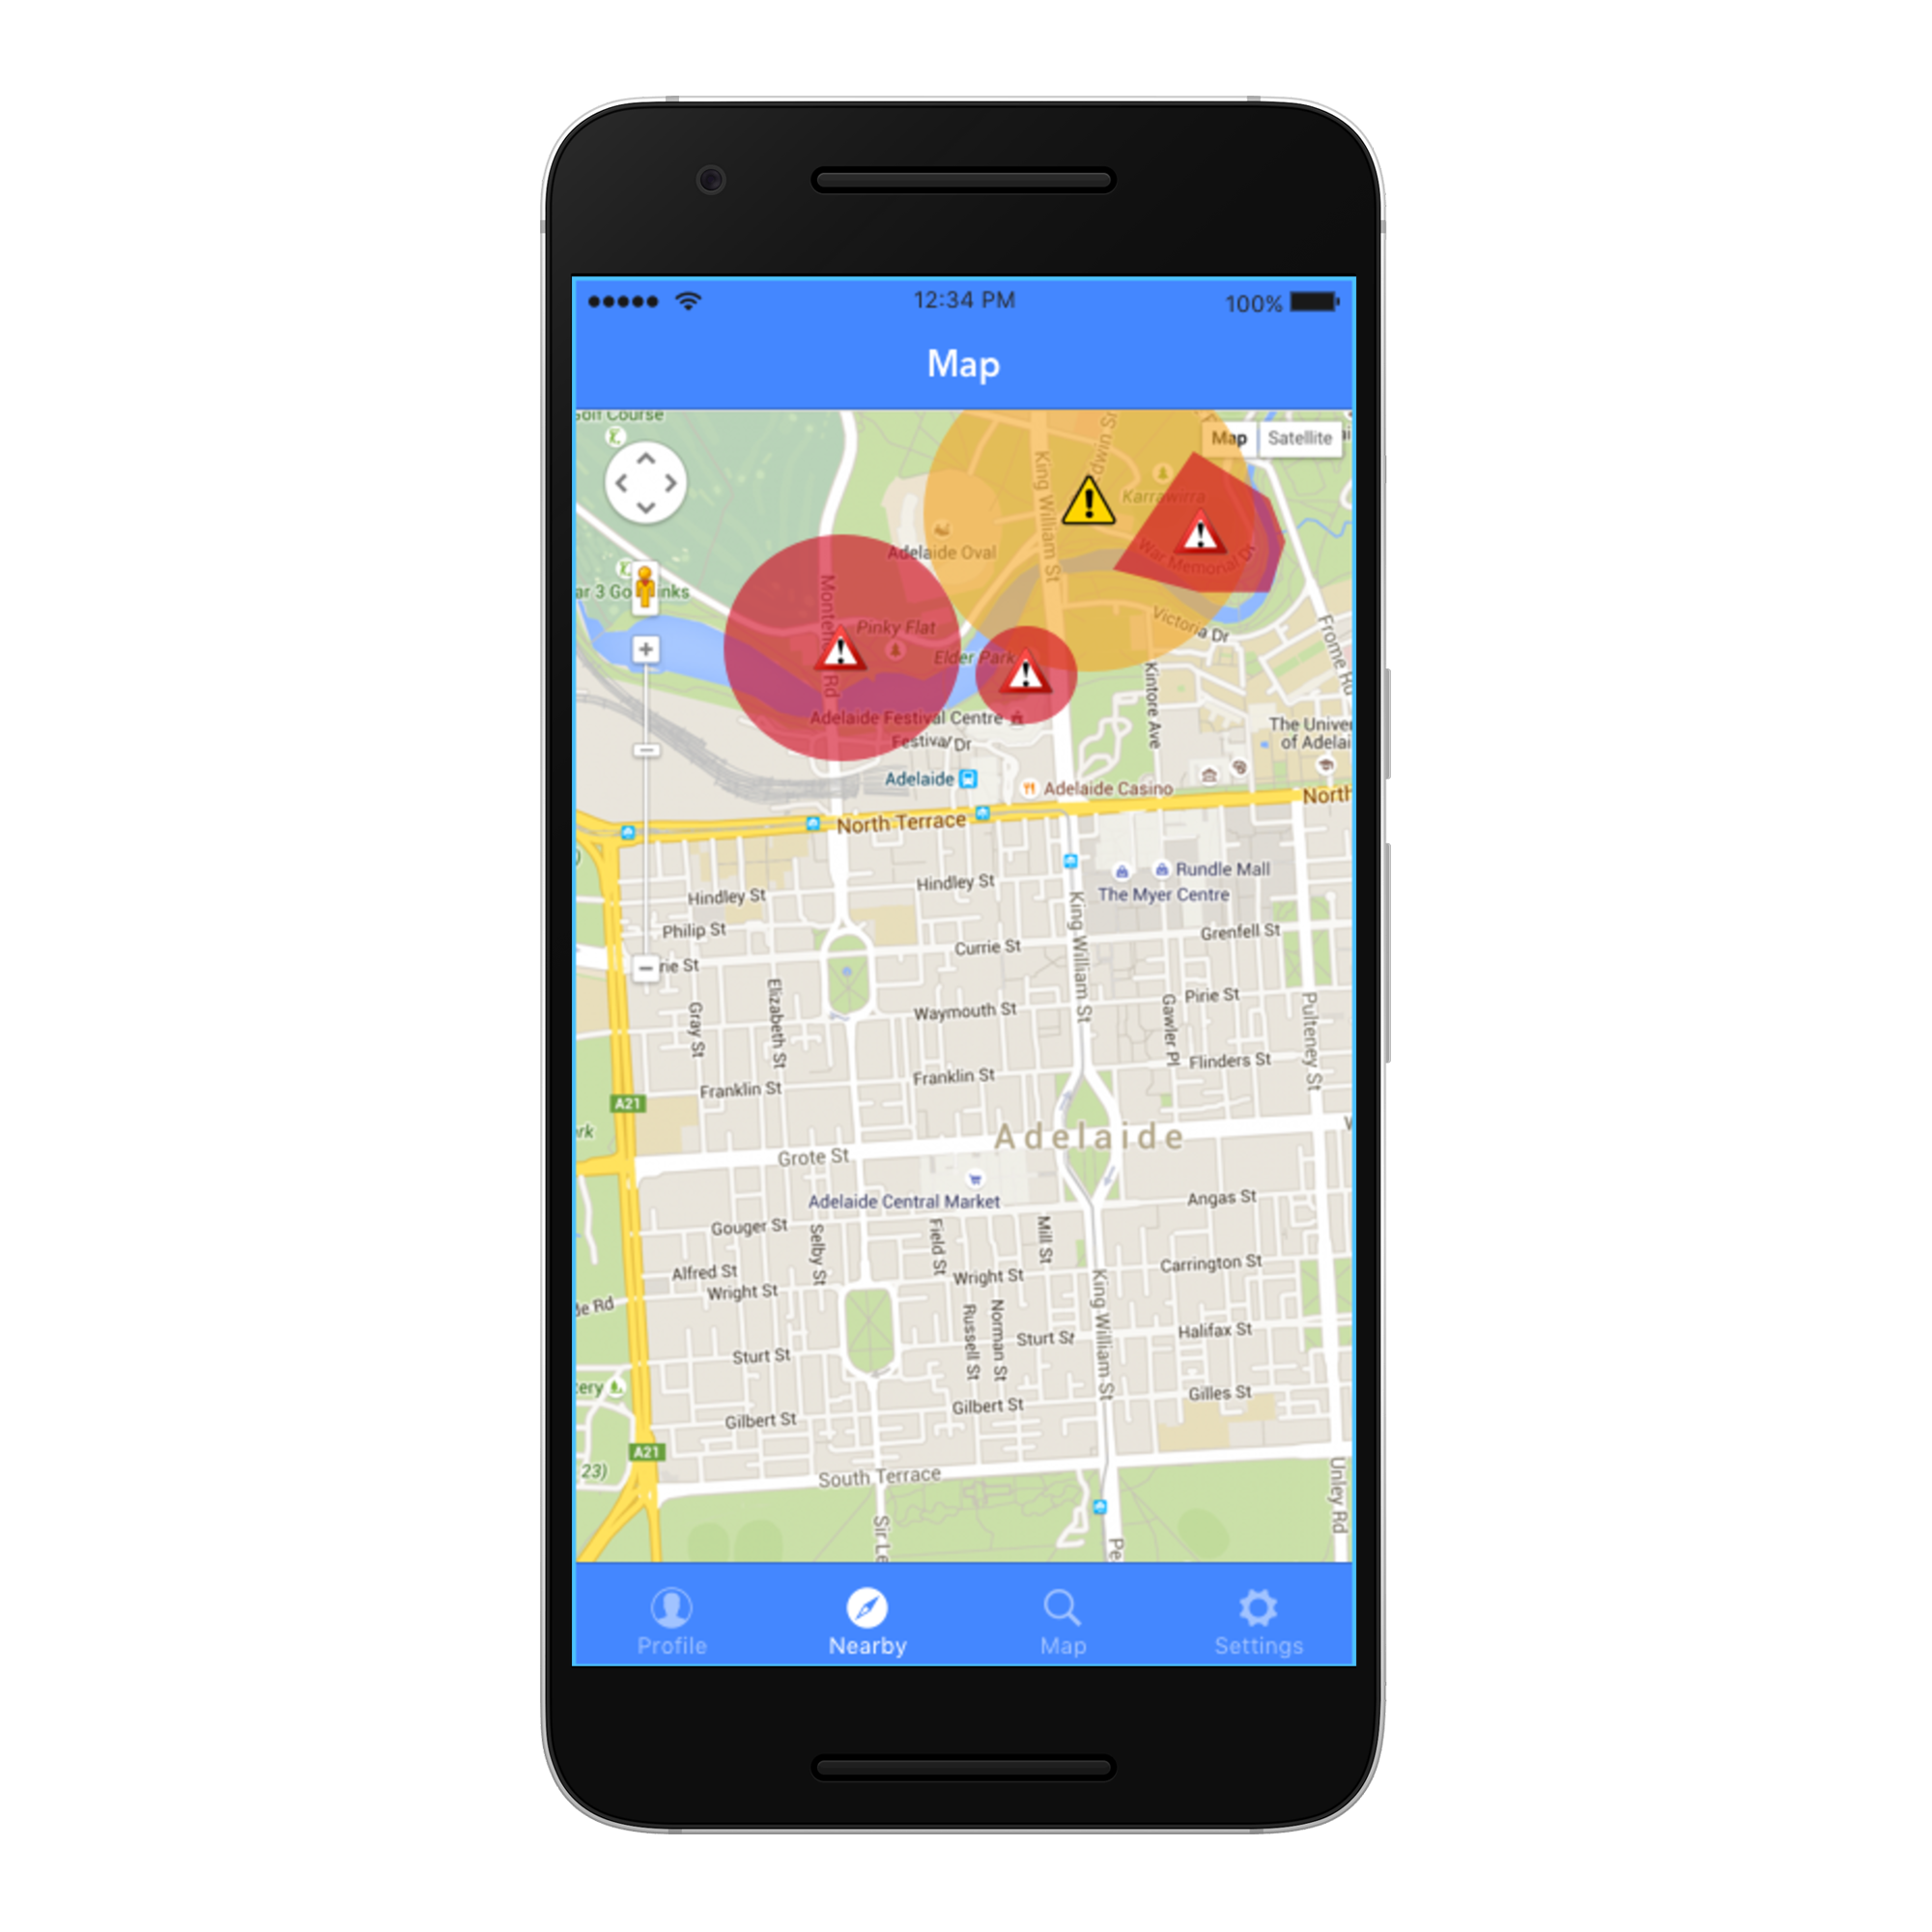 12:34 PM
100%
Map
Golf Course
Map
Satellite
King William St
Karrawirra
Adelaide Oval
War Memorial Dr
Montefiore Rd
Pinky Flat
Victoria Dr
Frome Rd
Elder Park
Kintore Ave
Adelaide Festival Centre
Festival Dr
The Univer
of Adelai
Adelaide
Adelaide Casino
North Terrace
North
Rundle Mall
The Myer Centre
Hindley St
Hindley St
Philip St
Currie St
Grenfell St
rie St
King William St
Elizabeth St
Gray St
Waymouth St
Pirie St
Gawler Pl
Pulteney St
Franklin St
Franklin St
Flinders St
A21
Adelaide
Grote St
Adelaide Central Market
Angas St
Gouger St
Selby St
Field St
Mill St
Alfred St
Wright St
Wright St
Carrington St
de Rd
King William St
Russell St
Norman St
Sturt St
Halifax St
Sturt St
tery
Gilles St
Gilbert St
Gilbert St
A21
23)
South Terrace
Unley Rd
Sir Le
Pe
Profile
Nearby
Map
Settings